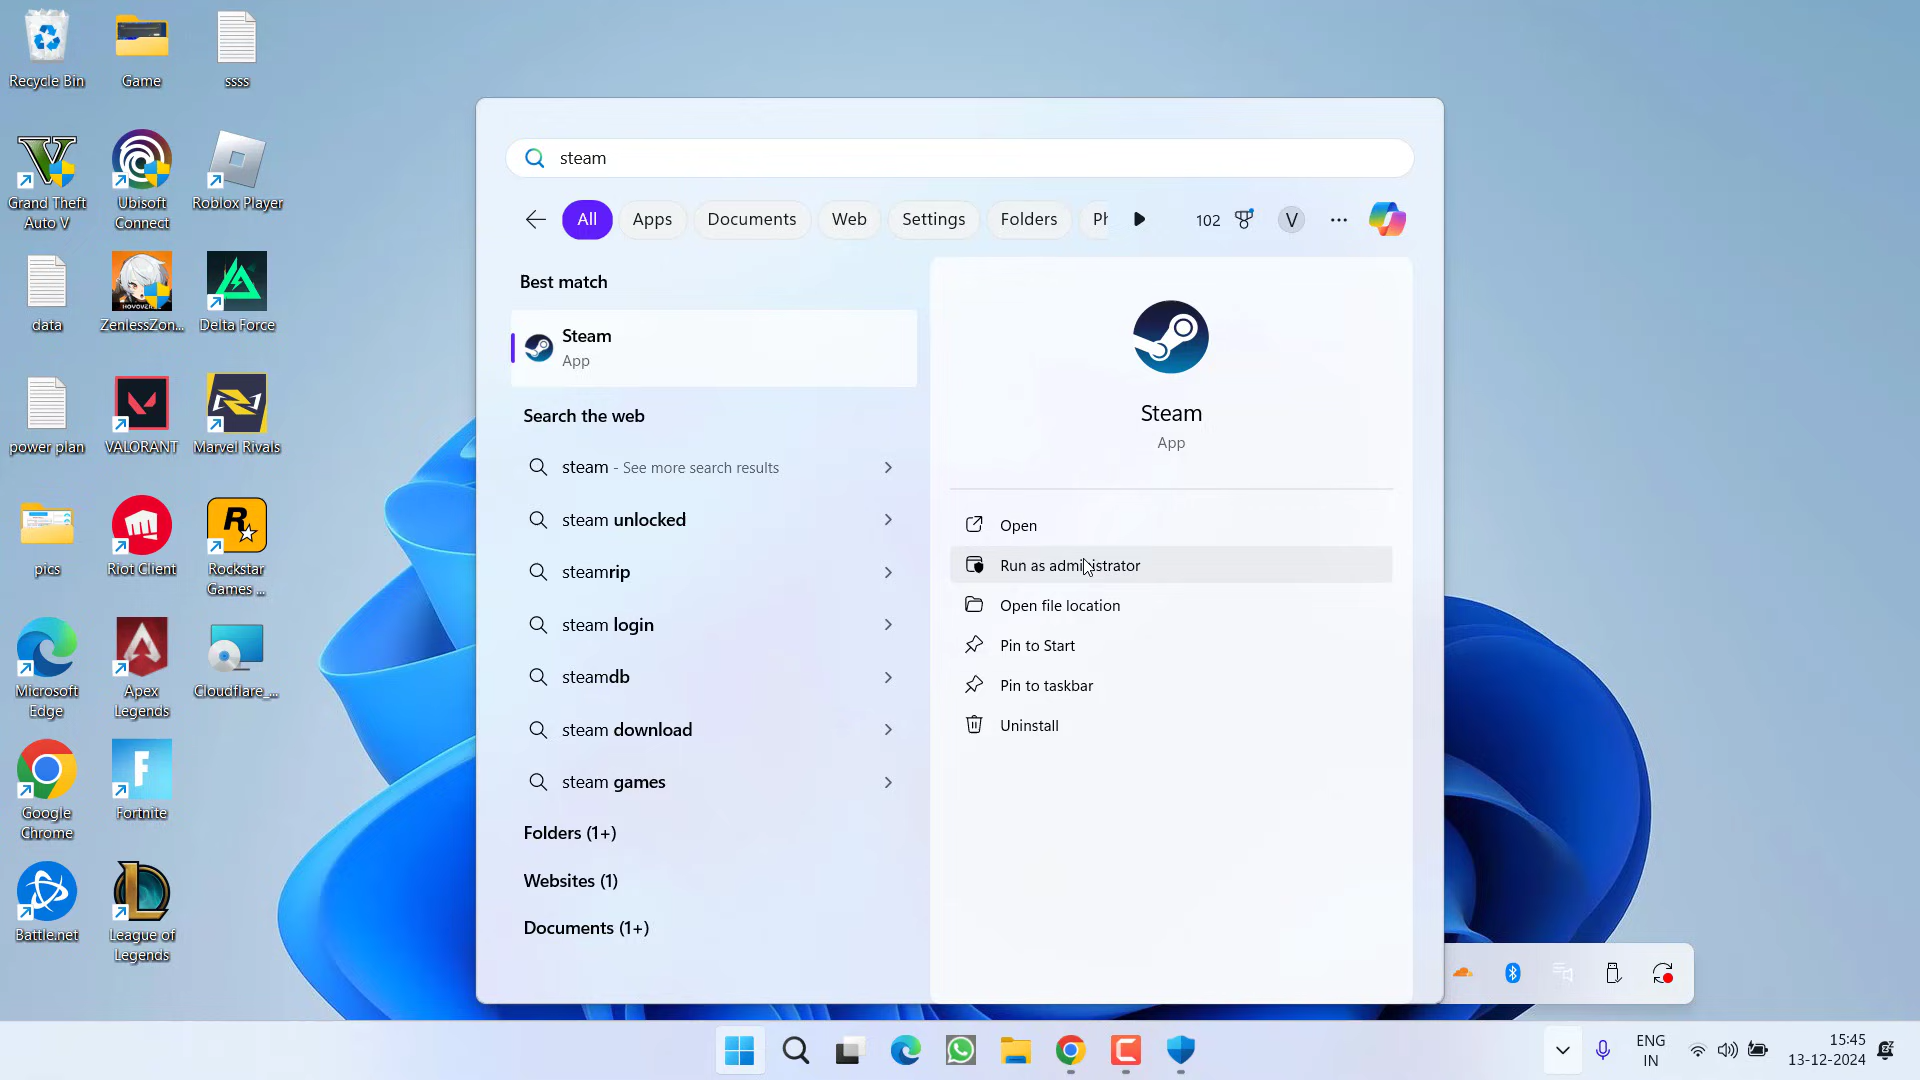 Recycle Bin
Game
ssss
Grand Theft
Auto V
Ubisoft
Connect
Roblox Player
data
ZenlessZon...
Delta Force
power plan
VALORANT
Marvel Rivals
pics
Riot Client
Rockstar
Games ...
Microsoft
Edge
Apex
Legends
Cloudflare_...
Google
Chrome
Fortnite
Battle.net
League of
Legends
steam
All
Apps
Documents
Web
Settings
Folders
102
V
Best match
Steam
App
Search the web
steam - See more search results
steam unlocked
steamrip
steam login
steamdb
steam download
steam games
Folders (1+)
Websites (1)
Documents (1+)
Steam
App
Open
Run as administrator
Open file location
Pin to Start
Pin to taskbar
Uninstall
ENG
IN
15:45
13-12-2024